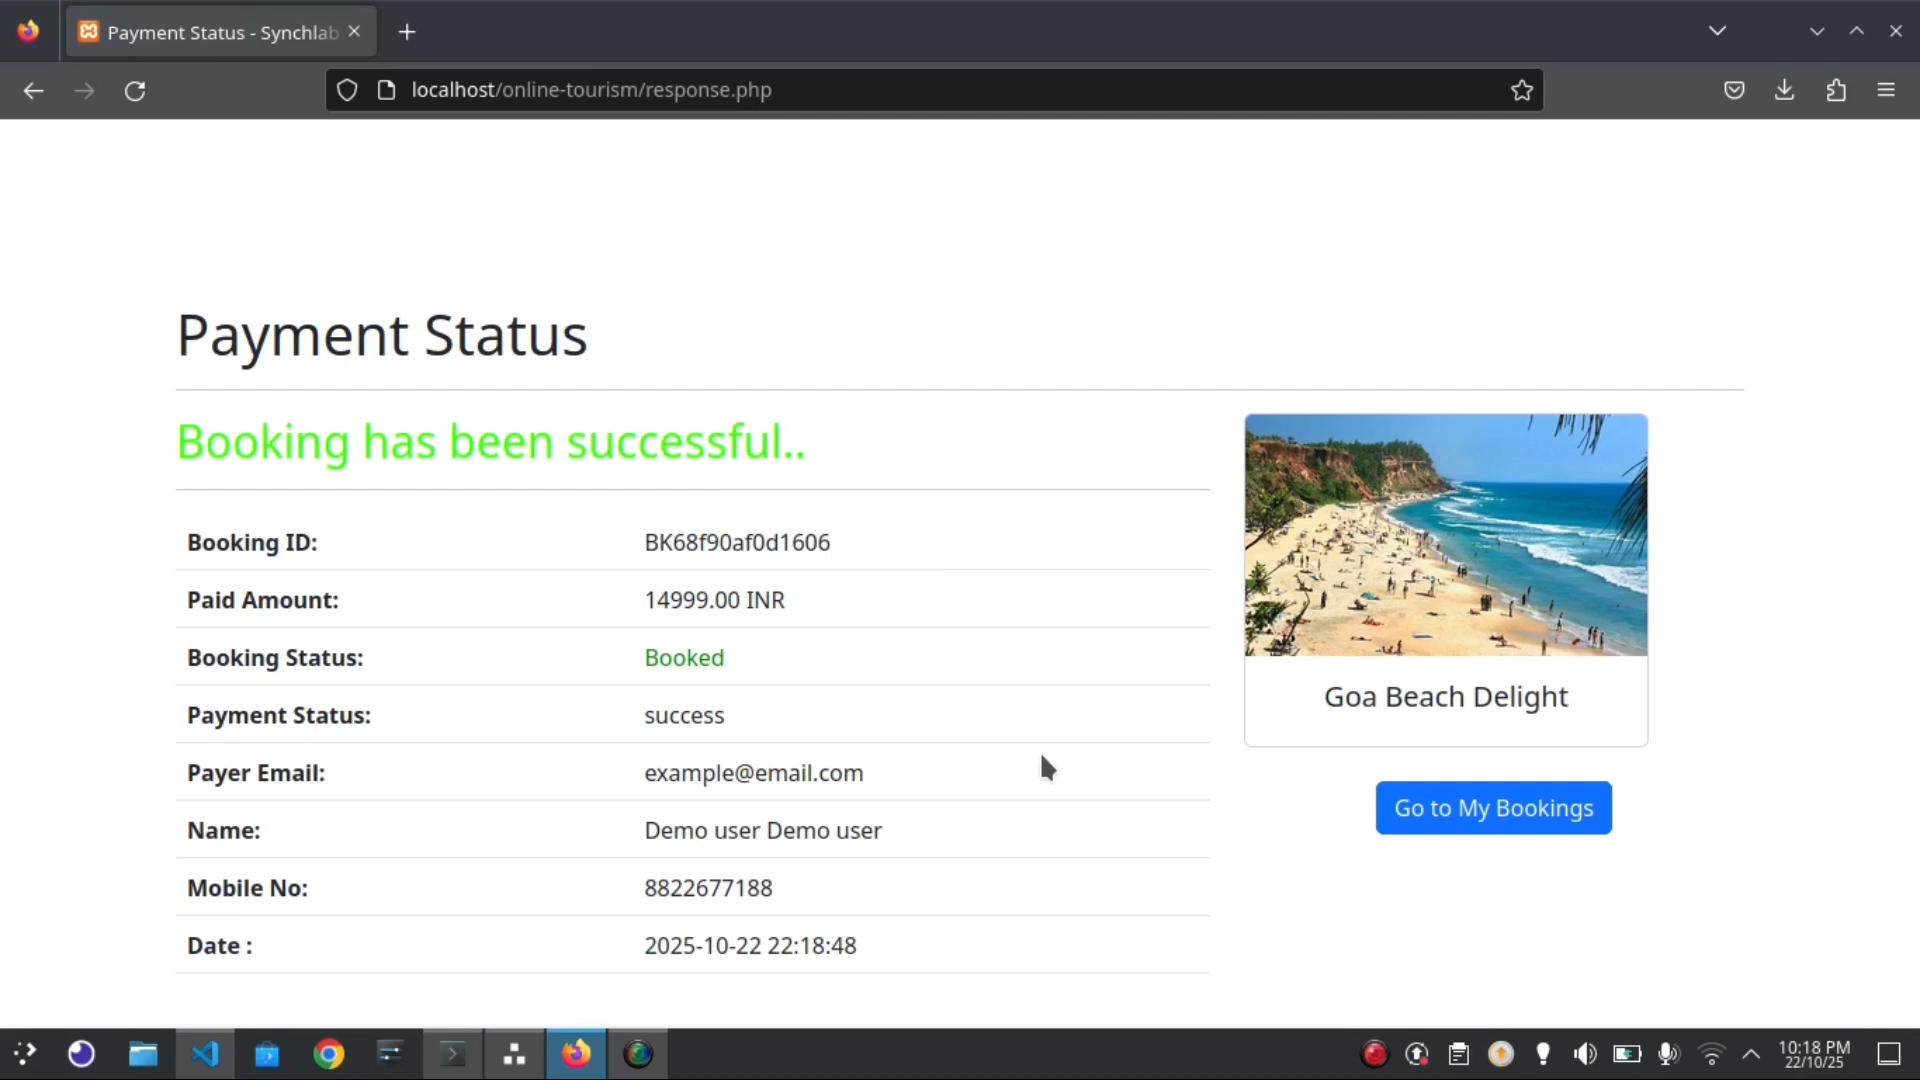 Payment Status - Synchlab
localhost/online-tourism/response.php
Payment Status
Booking has been successful..
Booking ID: BK68f90af0d1606
Paid Amount: 14999.00 INR
Booking Status: Booked
Payment Status: success
Payer Email: example@email.com
Name: Demo user Demo user
Mobile No: 8822677188
Date : 2025-10-22 22:18:48
Goa Beach Delight
Go to My Bookings
10:18 PM
22/10/25